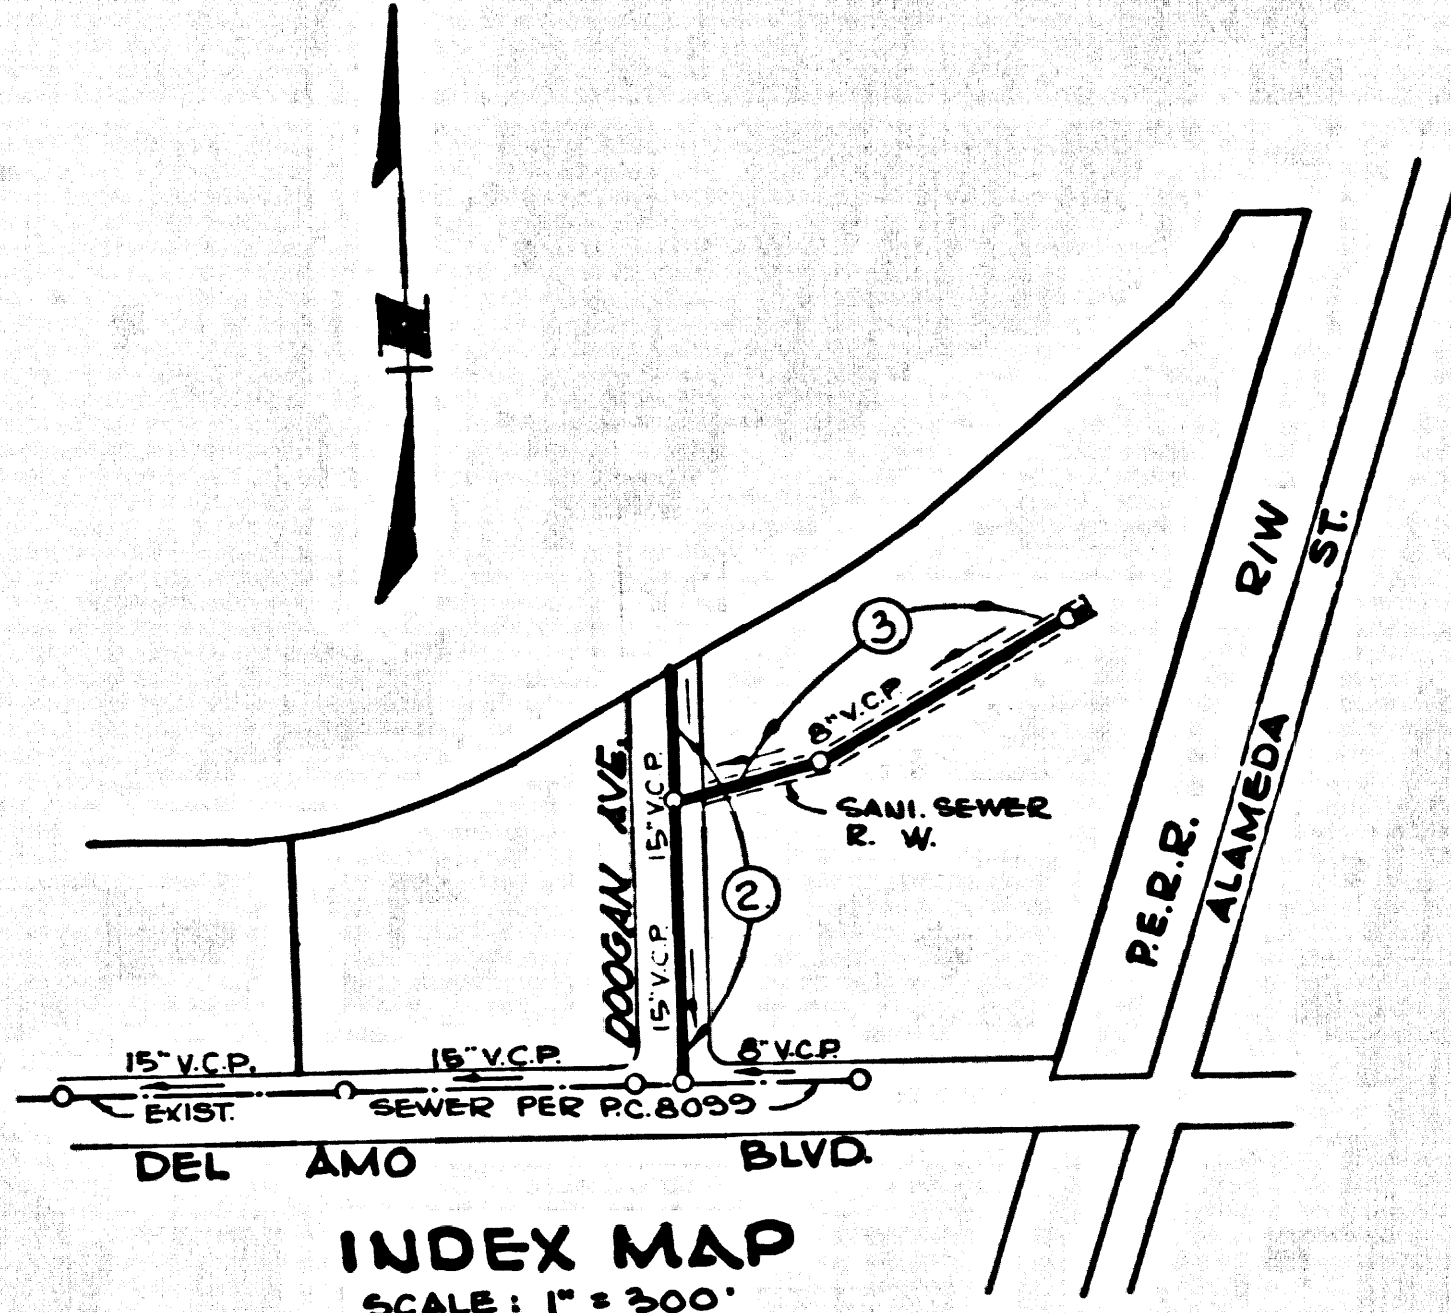 N
3
8" V.C.P.
R/W
ST.
SANI. SEWER
R. W.
15" V.C.P.
15" V.C.P.
DOOGAN AVE.
2
P.E.R.R.
ALAMEDA
15" V.C.P.
15" V.C.P.
8" V.C.P.
EXIST.
SEWER PER P.C. 8099
DEL AMO BLVD.
INDEX MAP
SCALE: 1" = 300'